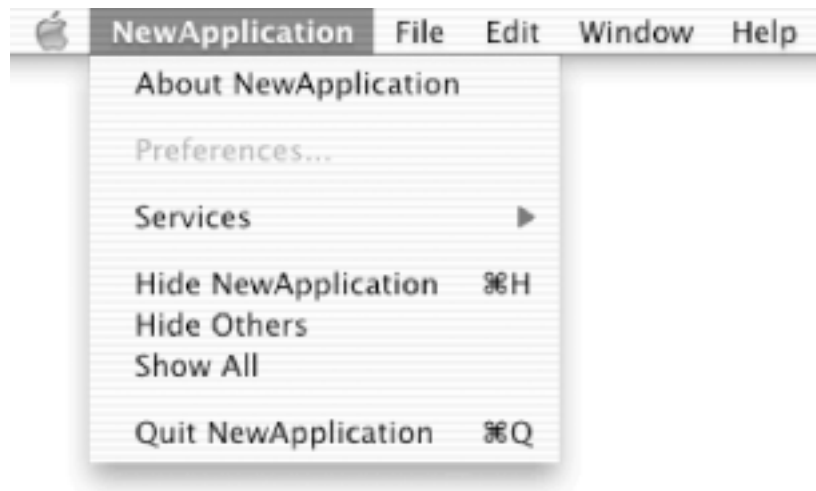 NewApplication File Edit Window Help
About NewApplication
Preferences...
Services
Hide NewApplication ⌘H
Hide Others
Show All
Quit NewApplication ⌘Q